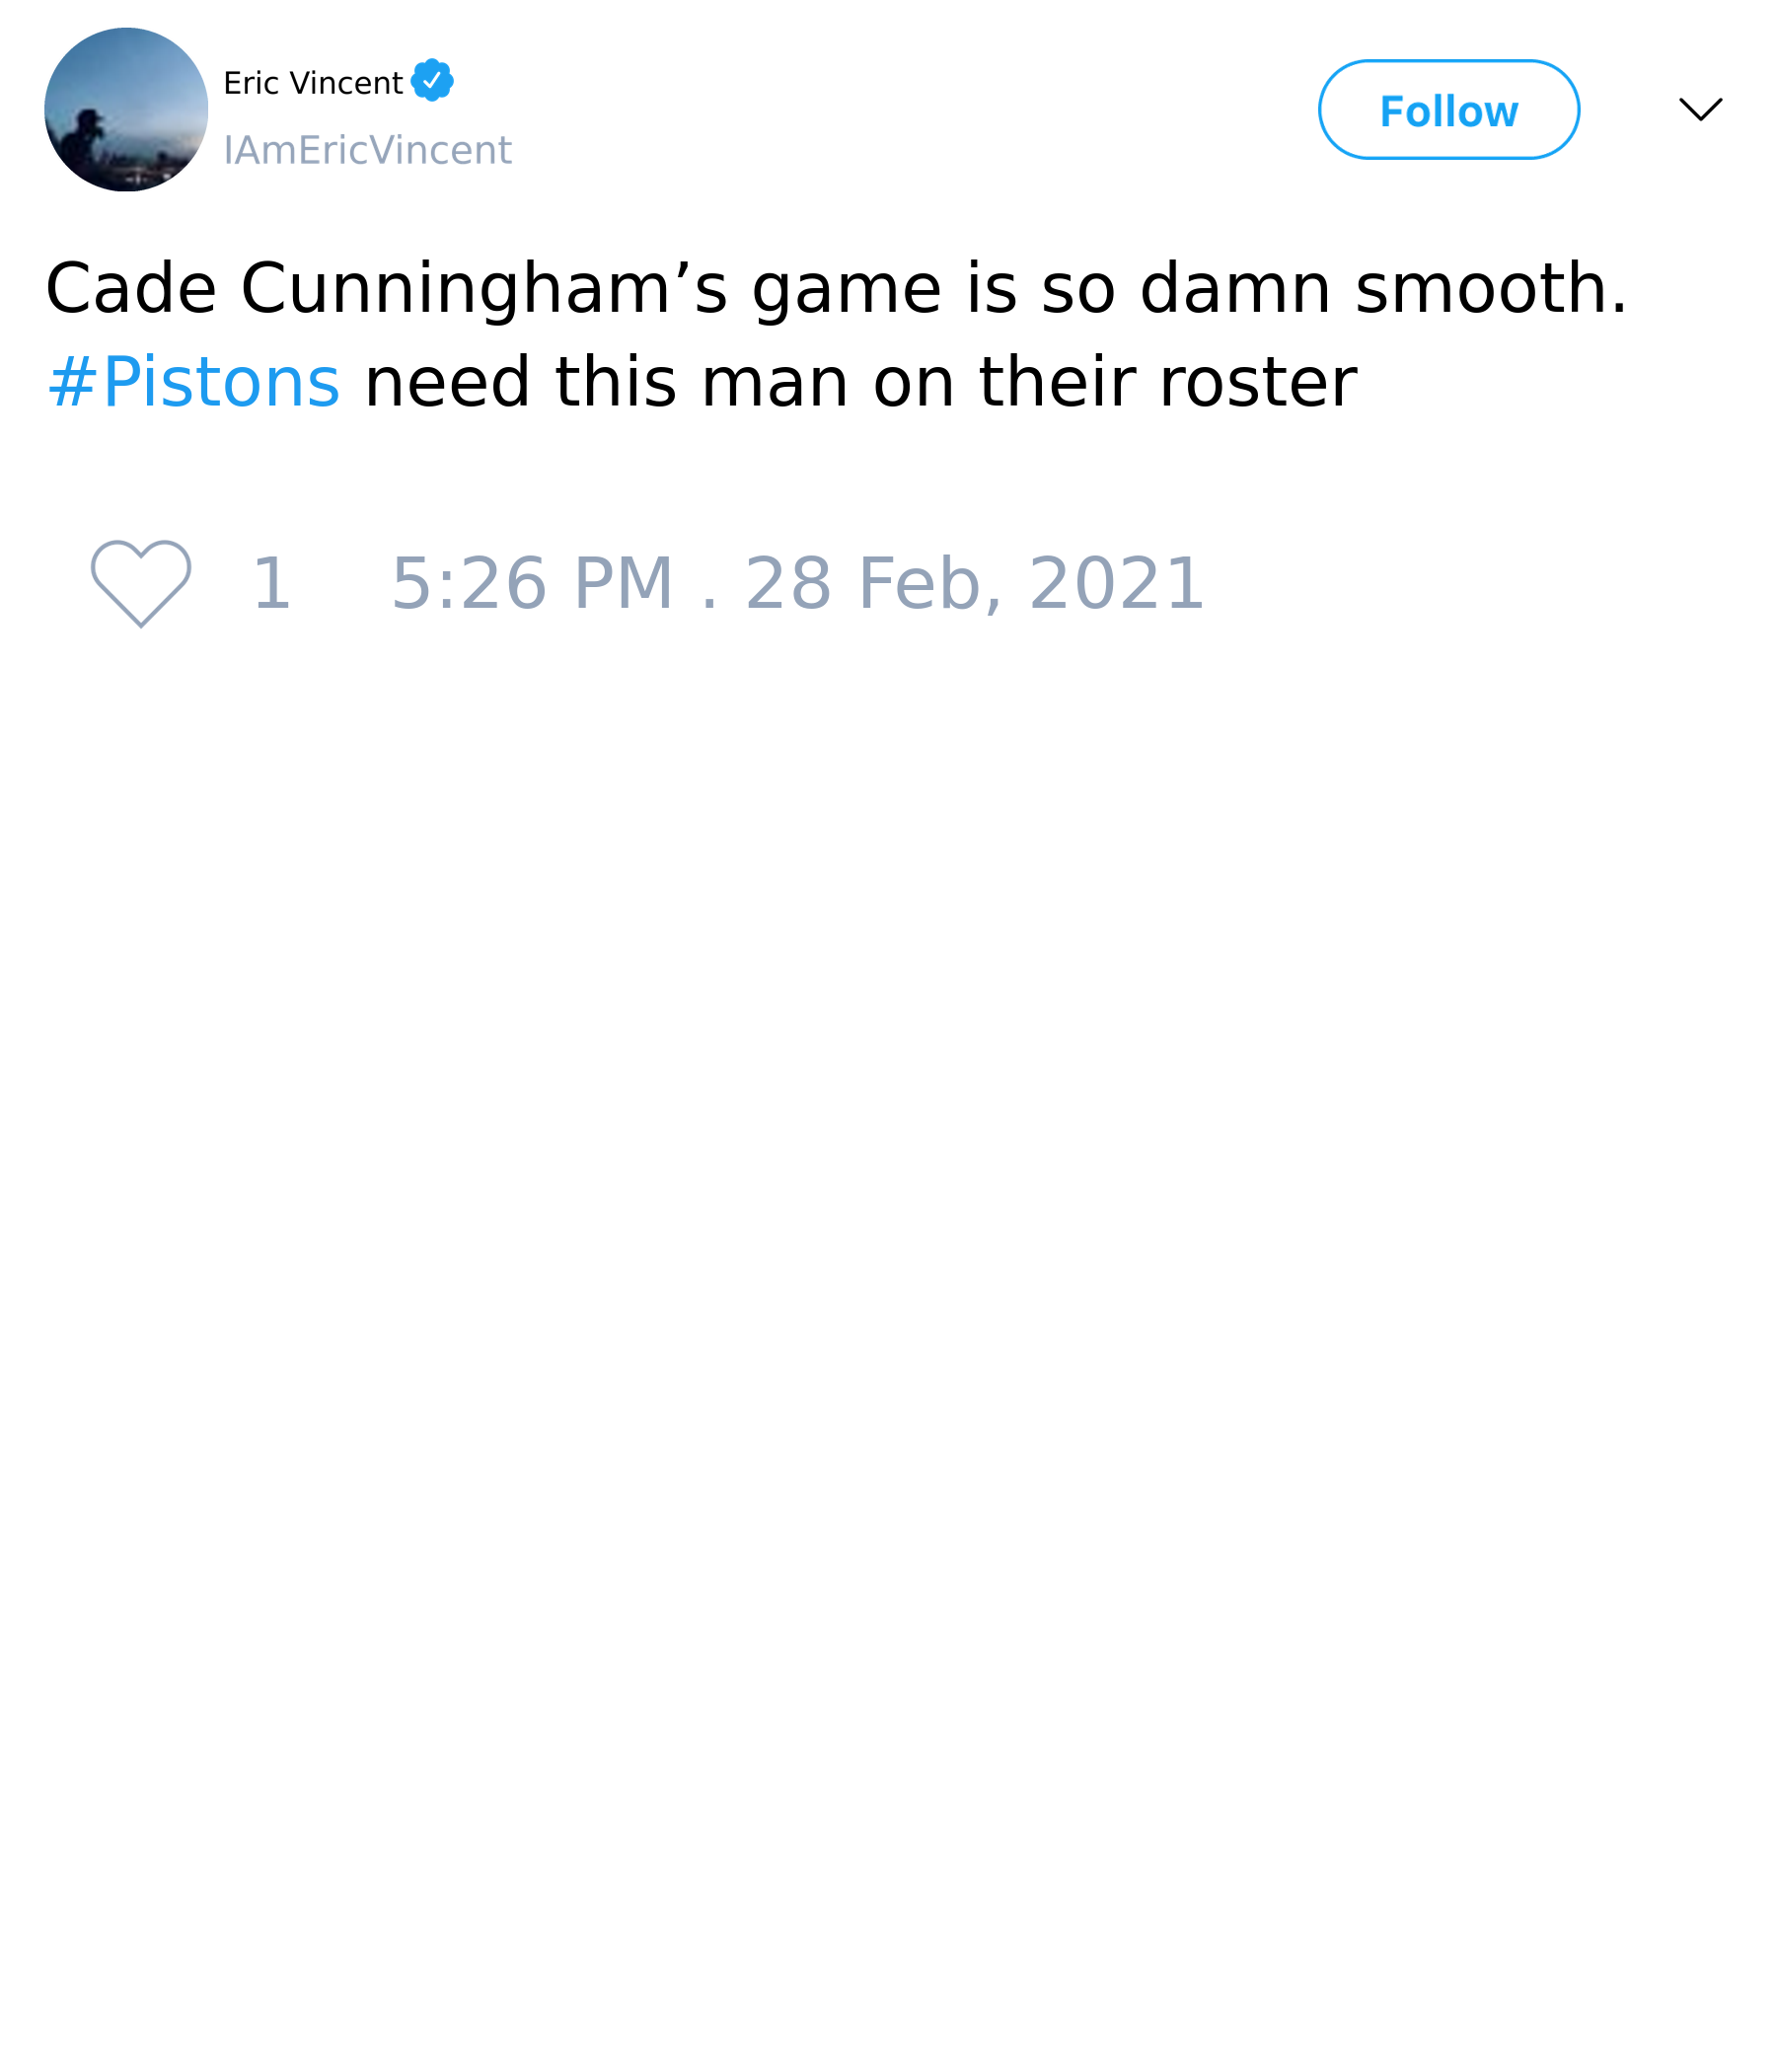 Eric Vincent
IAmEricVincent
Follow
Cade Cunningham’s game is so damn smooth.
#Pistons need this man on their roster
1 5:26 PM . 28 Feb, 2021